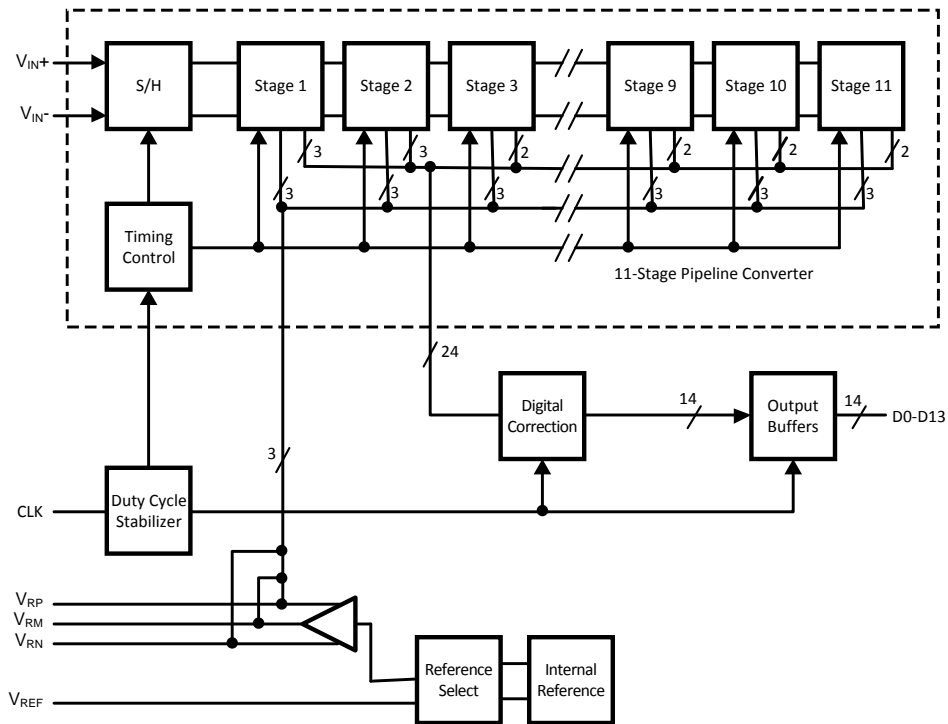 VIN+
VIN-
S/H
Stage 1
Stage 2
Stage 3
Stage 9
Stage 10
Stage 11
3
3
2
2
2
2
3
3
3
3
3
3
Timing
Control
11-Stage Pipeline Converter
24
Digital
Correction
14
Output
Buffers
14
D0-D13
3
CLK
Duty Cycle
Stabilizer
VRP
VRM
VRN
VREF
Reference
Select
Internal
Reference